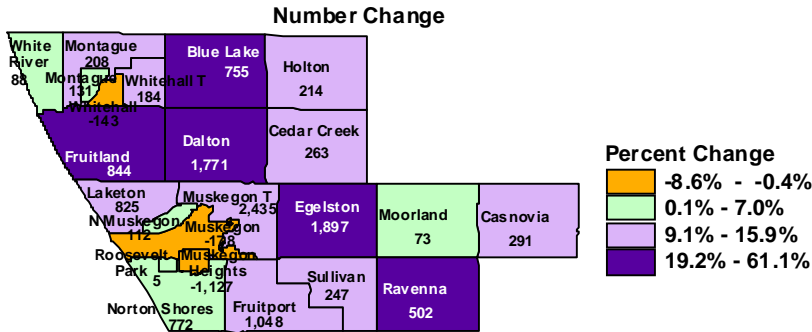 Number Change
White
River
88
Montague
208
Montague
131
Whitehall T
184
Whitehall
-143
Blue Lake
755
Holton
214
Fruitland
844
Dalton
1,771
Cedar Creek
263
Laketon
825
Muskegon T
2,435
N Muskegon
112
Muskegon
Egelston
1,897
Moorland
73
Casnovia
291
Roosevelt
Park
5
Muskegon
Heights
-1,127
Norton Shores
772
Fruitport
1,048
Sullivan
247
Ravenna
502
Percent Change
-8.6% - -0.4%
0.1% - 7.0%
9.1% - 15.9%
19.2% - 61.1%